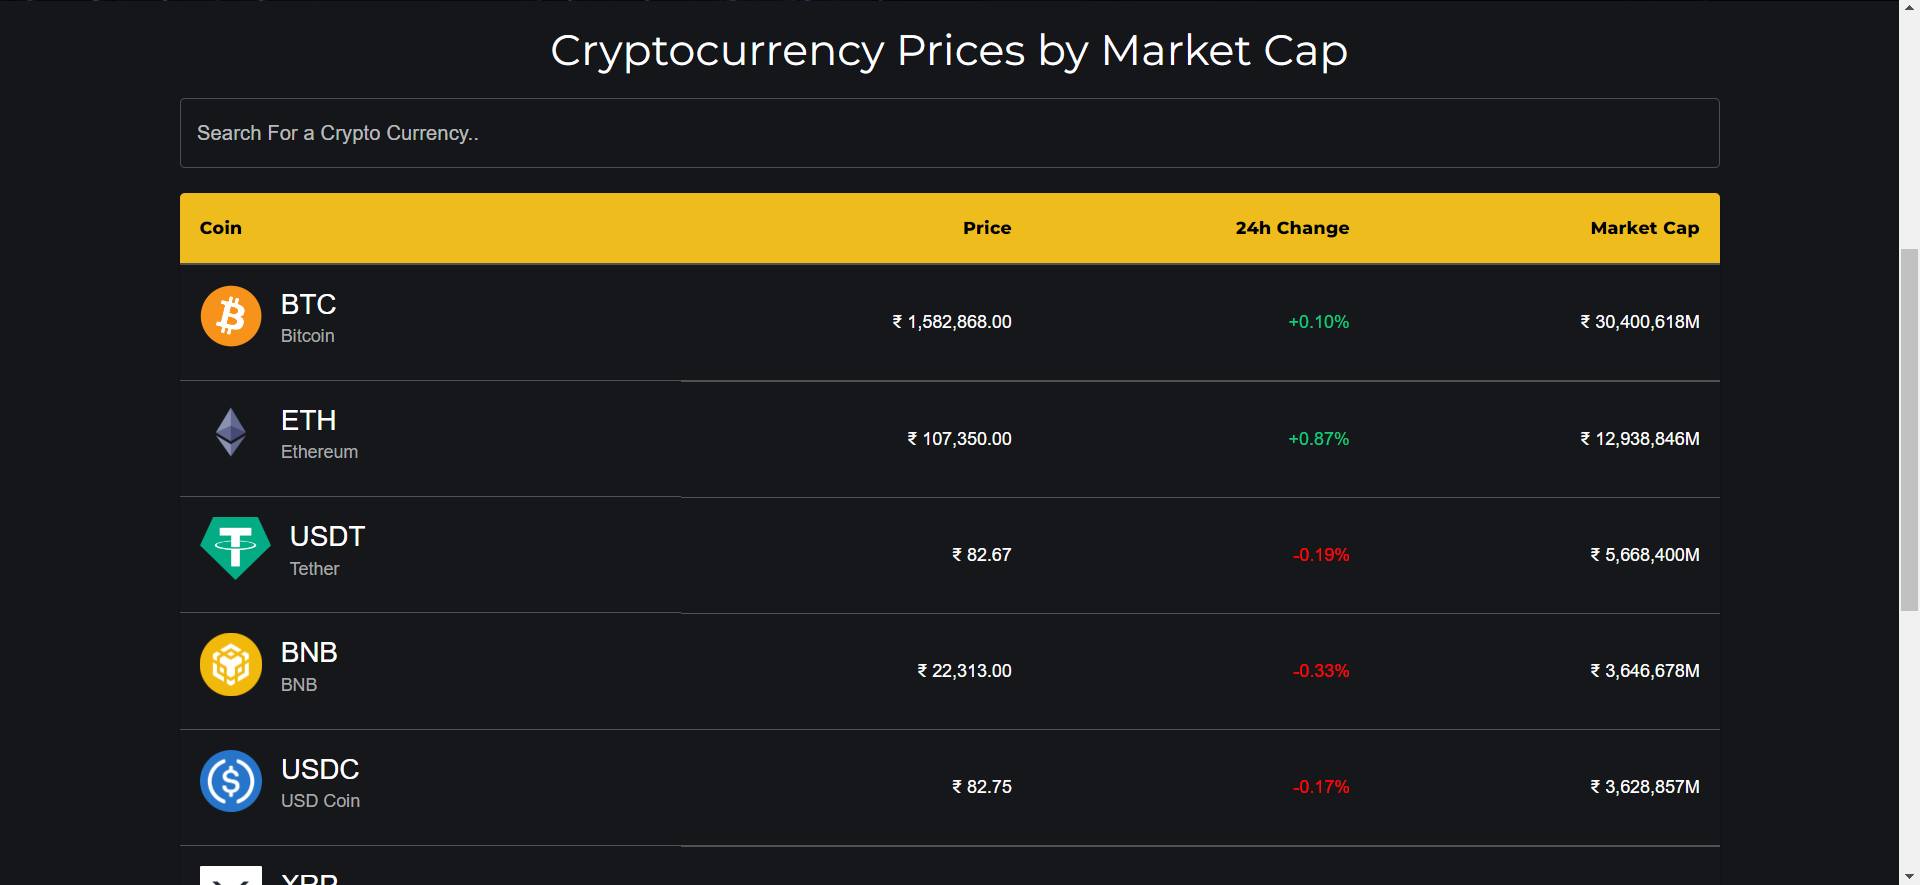 Cryptocurrency Prices by Market Cap
Search For a Crypto Currency..
Coin Price 24h Change Market Cap
BTC
Bitcoin
₹ 1,582,868.00 +0.10% ₹ 30,400,618M
ETH
Ethereum
₹ 107,350.00 +0.87% ₹ 12,938,846M
USDT
Tether
₹ 82.67 -0.19% ₹ 5,668,400M
BNB
BNB
₹ 22,313.00 -0.33% ₹ 3,646,678M
USDC
USD Coin
₹ 82.75 -0.17% ₹ 3,628,857M
XRP